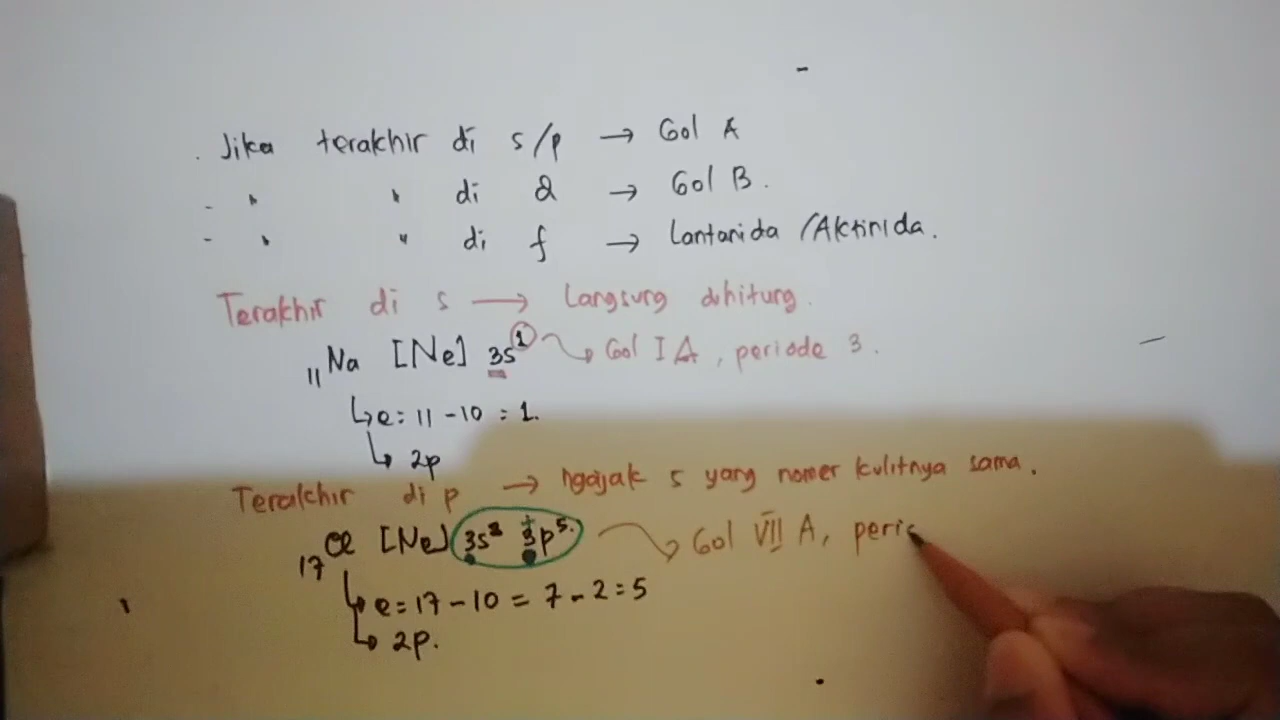 . Jika terakhir di s/p → Gol A
- " " di d → Gol B.
- " " di f → Lantanida /Aktinida.
Terakhir di s → Langsung dihitung.
₁₁Na [Ne] 3s¹ → Gol I A, periode 3.
↳ e = 11 - 10 = 1.
↳ 2p
Terakhir di p → Ngajak s yang nomer kulitnya sama.
₁₇Cl [Ne] 3s² 3p⁵. → Gol VII A, perio
↳ e = 17 - 10 = 7 - 2 = 5
↳ 2p.